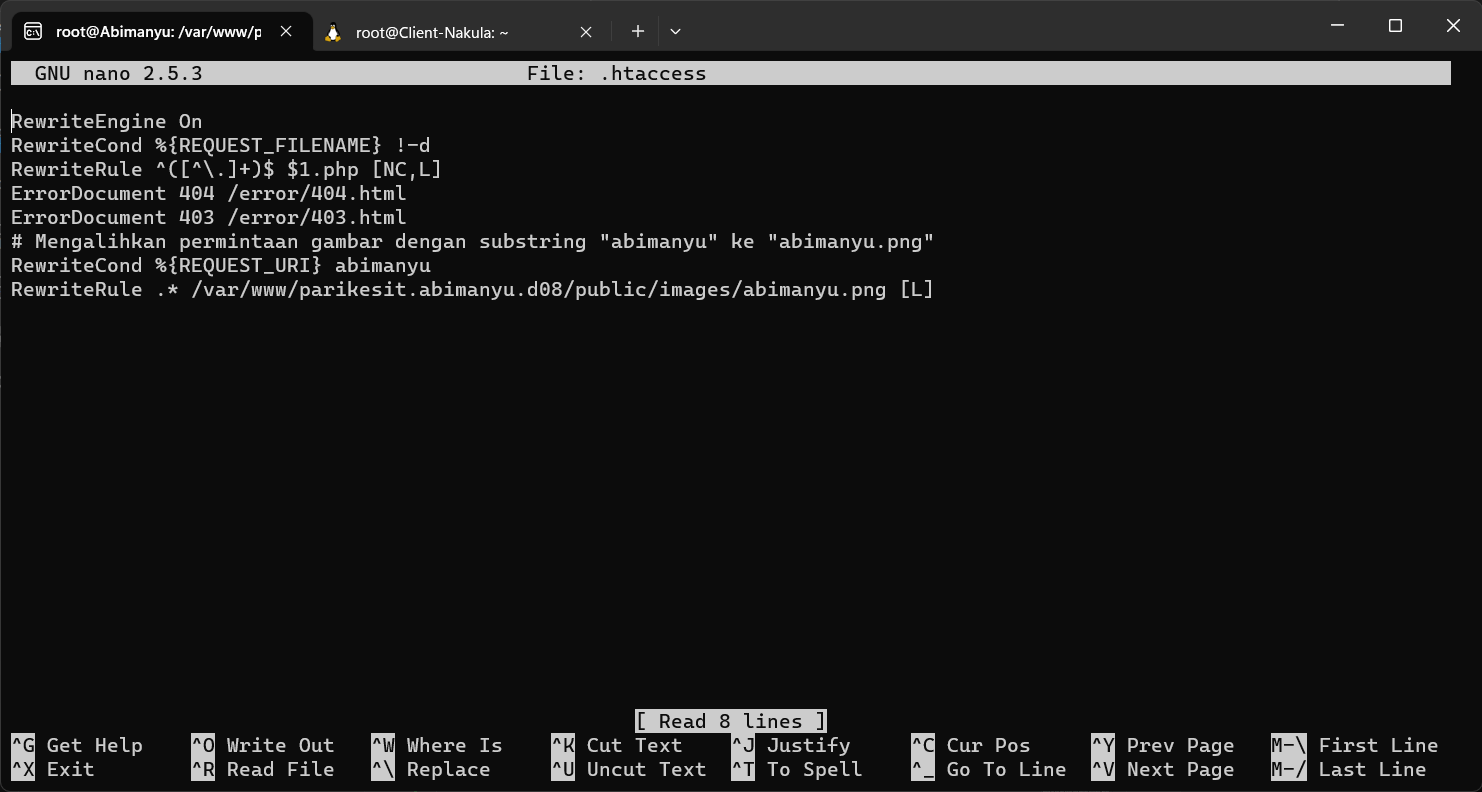 root@Abimanyu: /var/www/p
root@Client-Nakula: ~
GNU nano 2.5.3 File: .htaccess
RewriteEngine On
RewriteCond %{REQUEST_FILENAME} !-d
RewriteRule ^([^\.]+)$ $1.php [NC,L]
ErrorDocument 404 /error/404.html
ErrorDocument 403 /error/403.html
# Mengalihkan permintaan gambar dengan substring "abimanyu" ke "abimanyu.png"
RewriteCond %{REQUEST_URI} abimanyu
RewriteRule .* /var/www/parikesit.abimanyu.d08/public/images/abimanyu.png [L]
[ Read 8 lines ]
^G Get Help ^O Write Out ^W Where Is ^K Cut Text ^J Justify ^C Cur Pos ^Y Prev Page M-\ First Line
^X Exit ^R Read File ^\ Replace ^U Uncut Text ^T To Spell ^_ Go To Line ^V Next Page M-/ Last Line